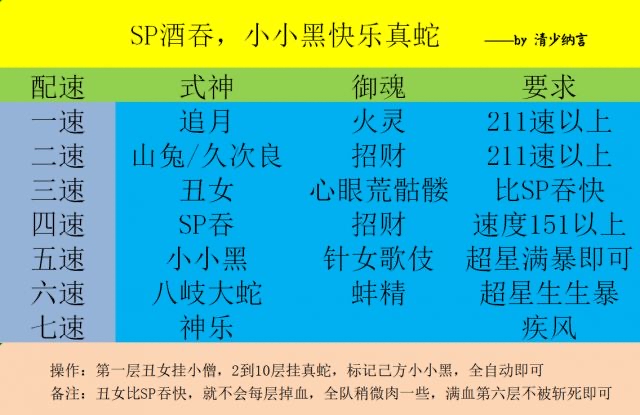 SP酒吞，小小黑快乐真蛇 ——by 清少纳言
配速 式神 御魂 要求
一速 追月 火灵 211速以上
二速 山兔/久次良 招财 211速以上
三速 丑女 心眼荒骷髅 比SP吞快
四速 SP吞 招财 速度151以上
五速 小小黑 针女歌伎 超星满暴即可
六速 八岐大蛇 蚌精 超星生生暴
七速 神乐 疾风
操作：第一层丑女挂小僧，2到10层挂真蛇，标记己方小小黑，全自动即可
备注：丑女比SP吞快，就不会每层掉血，全队稍微肉一些，满血第六层不被斩死即可